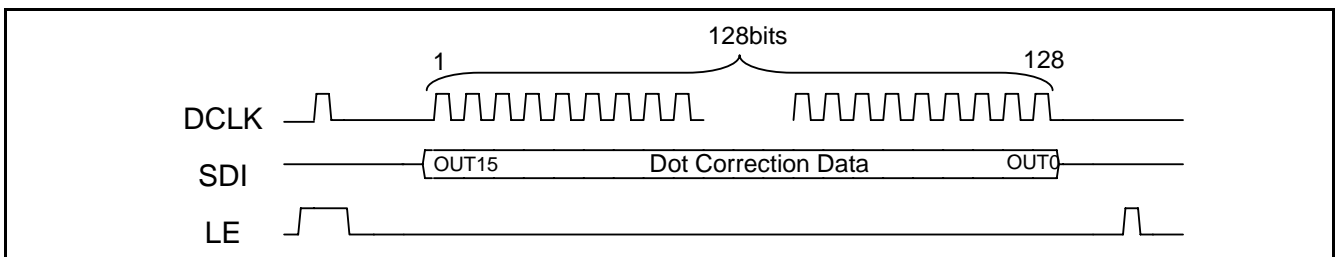 128bits
1 128
DCLK
SDI OUT15 Dot Correction Data OUT0
LE